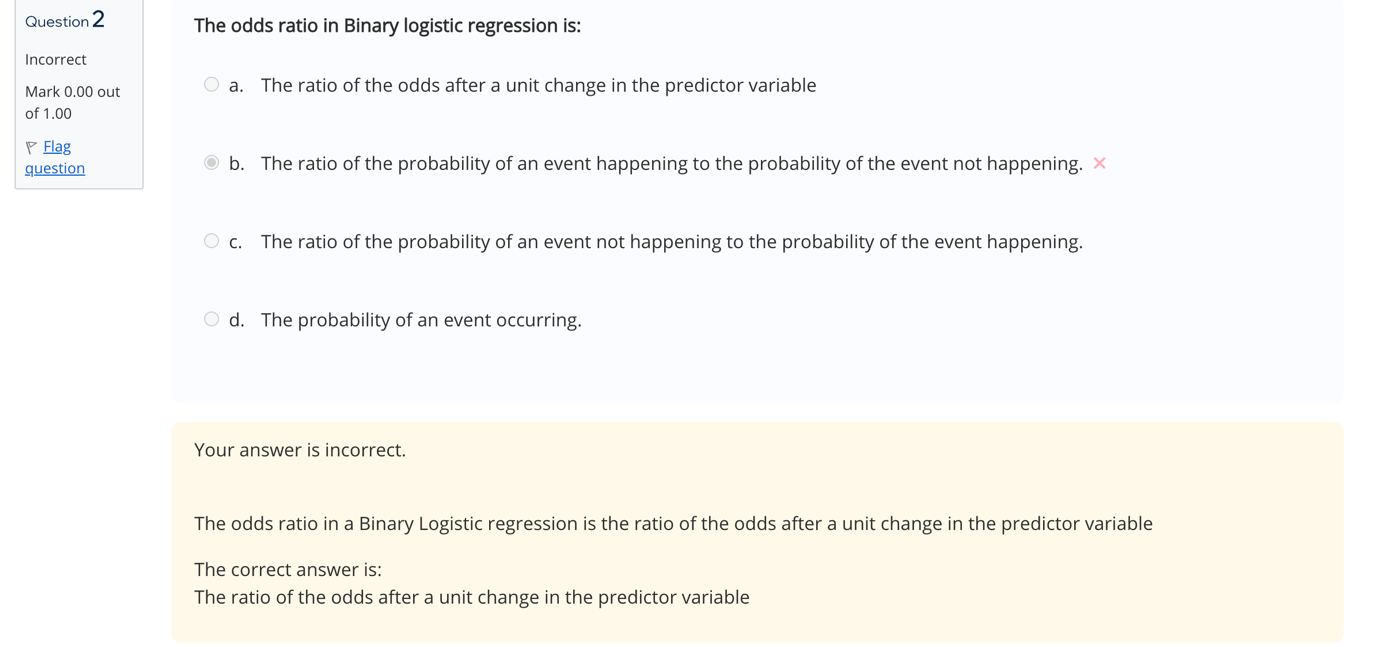 Question 2
Incorrect
Mark 0.00 out
of 1.00
Flag
question
The odds ratio in Binary logistic regression is:
a. The ratio of the odds after a unit change in the predictor variable
b. The ratio of the probability of an event happening to the probability of the event not happening.
c. The ratio of the probability of an event not happening to the probability of the event happening.
d. The probability of an event occurring.
Your answer is incorrect.
The odds ratio in a Binary Logistic regression is the ratio of the odds after a unit change in the predictor variable
The correct answer is:
The ratio of the odds after a unit change in the predictor variable